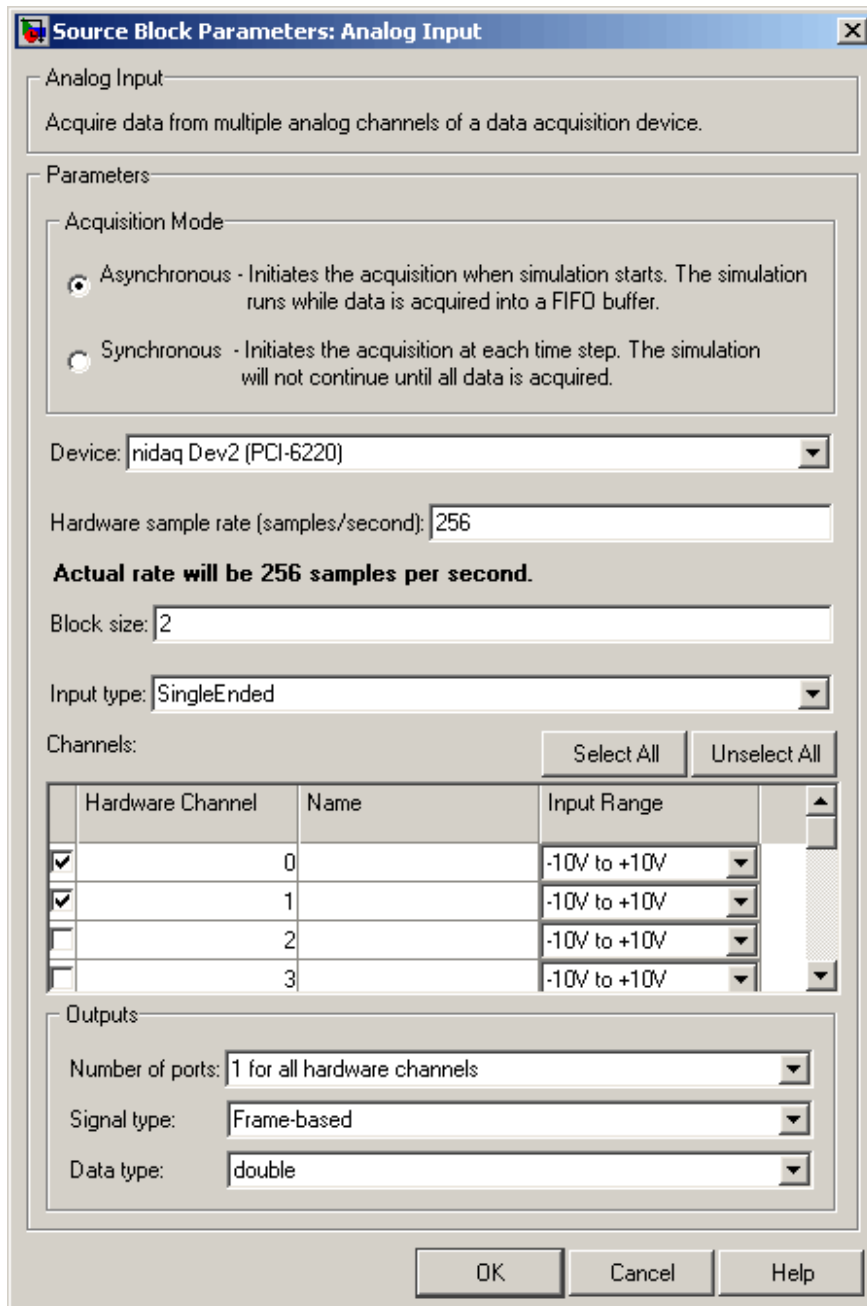 Source Block Parameters: Analog Input
Analog Input
Acquire data from multiple analog channels of a data acquisition device.
Parameters
Acquisition Mode
Asynchronous - Initiates the acquisition when simulation starts. The simulation
runs while data is acquired into a FIFO buffer.
Synchronous - Initiates the acquisition at each time step. The simulation
will not continue until all data is acquired.
Device: nidaq Dev2 (PCI-6220)
Hardware sample rate (samples/second): 256
Actual rate will be 256 samples per second.
Block size: 2
Input type: SingleEnded
Channels: Select All Unselect All
Hardware Channel Name Input Range
0 -10V to +10V
1 -10V to +10V
2 -10V to +10V
3 -10V to +10V
Outputs
Number of ports: 1 for all hardware channels
Signal type: Frame-based
Data type: double
OK Cancel Help